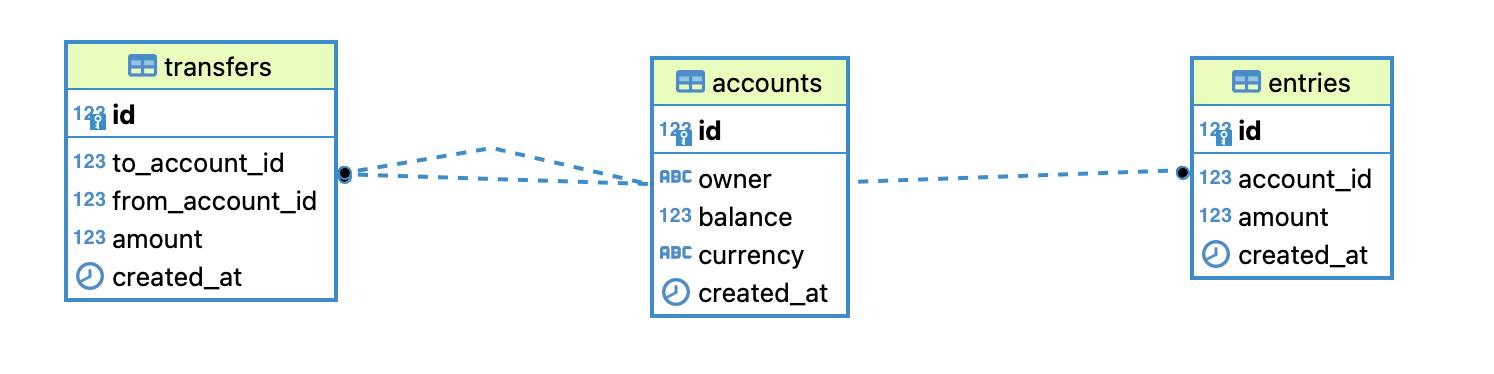 transfers
123 id
123 to_account_id
123 from_account_id
123 amount
created_at
accounts
123 id
ABC owner
123 balance
ABC currency
created_at
entries
123 id
123 account_id
123 amount
created_at